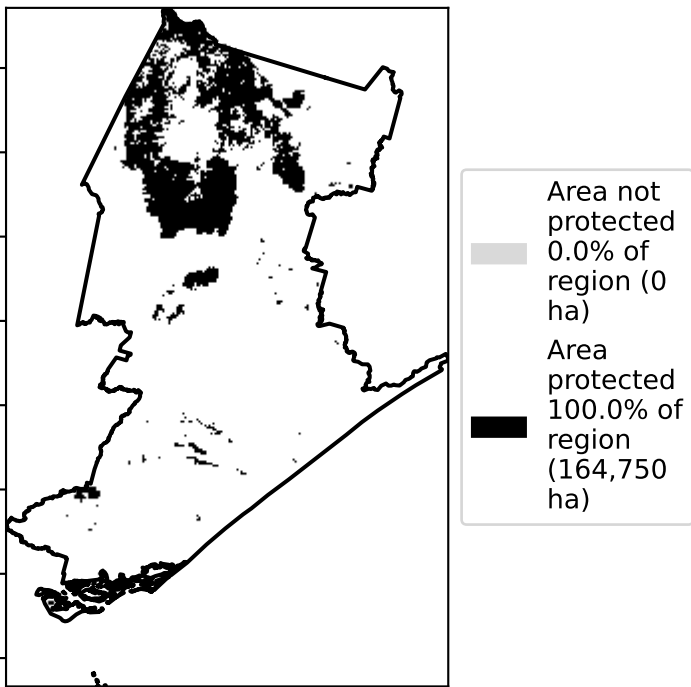 Area not
protected
0.0% of
region (0
ha)
Area
protected
100.0% of
region
(164,750
ha)